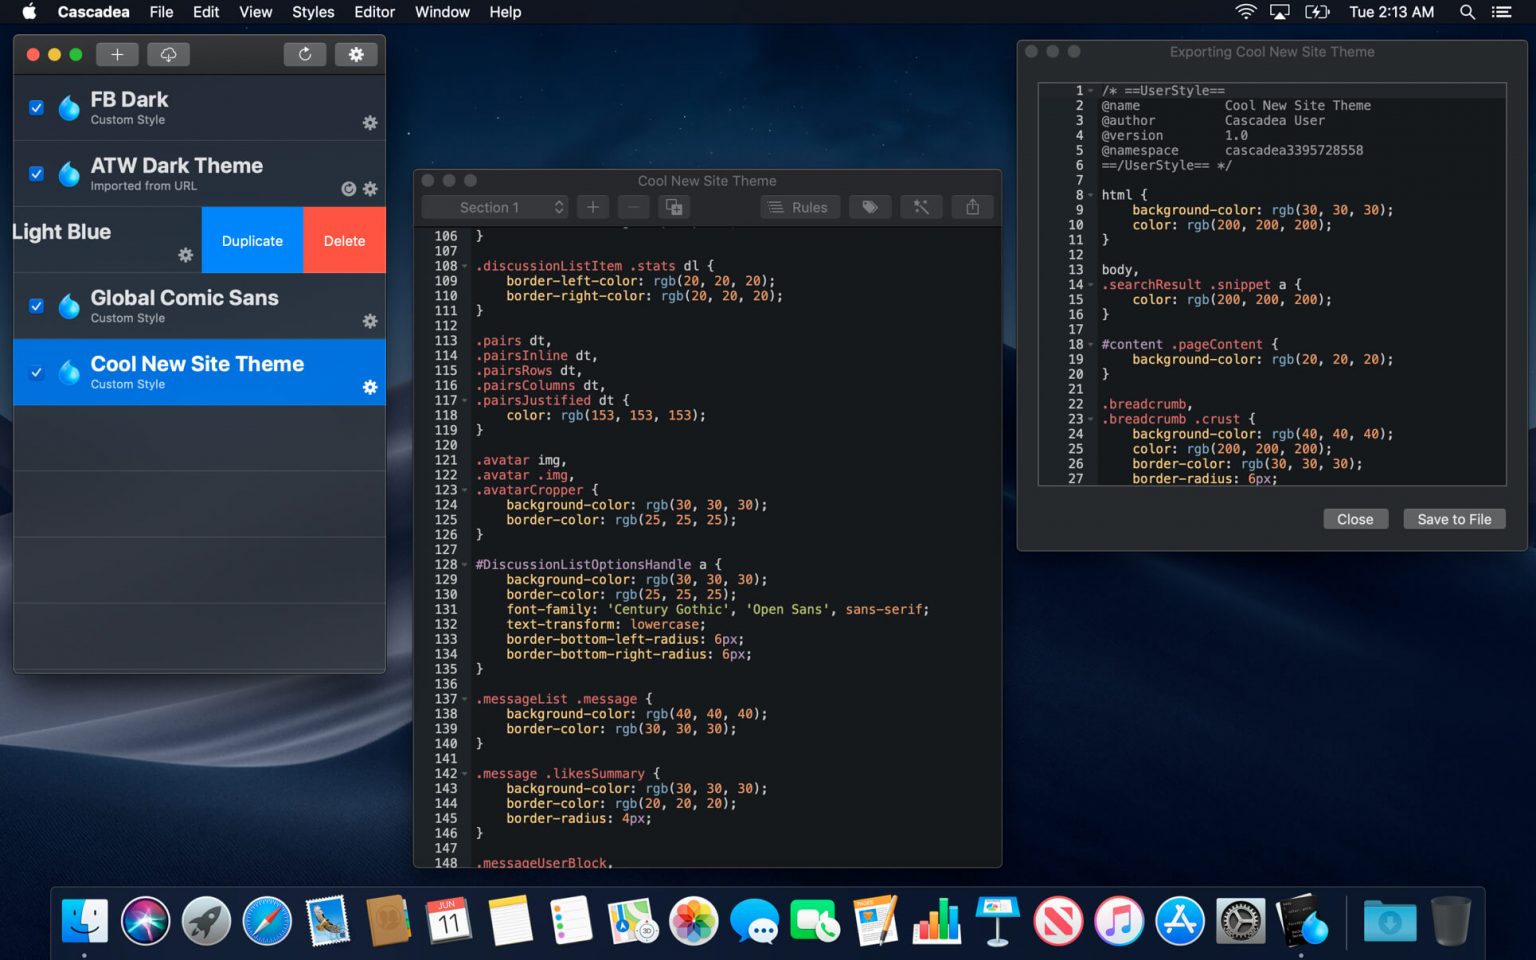 Cascadea File Edit View Styles Editor Window Help
Tue 2:13 AM
FB Dark
Custom Style
ATW Dark Theme
Imported from URL
Light Blue
Duplicate
Delete
Global Comic Sans
Custom Style
Cool New Site Theme
Custom Style
Cool New Site Theme
Section 1
Rules
106 }
107
108 .discussionListItem .stats dl {
109 border-left-color: rgb(20, 20, 20);
110 border-right-color: rgb(20, 20, 20);
111 }
112
113 .pairs dt,
114 .pairsInline dt,
115 .pairsRows dt,
116 .pairsColumns dt,
117 .pairsJustified dt {
118 color: rgb(153, 153, 153);
119 }
120
121 .avatar img,
122 .avatar .img,
123 .avatarCropper {
124 background-color: rgb(30, 30, 30);
125 border-color: rgb(25, 25, 25);
126 }
127
128 #DiscussionListOptionsHandle a {
129 background-color: rgb(30, 30, 30);
130 border-color: rgb(25, 25, 25);
131 font-family: 'Century Gothic', 'Open Sans', sans-serif;
132 text-transform: lowercase;
133 border-bottom-left-radius: 6px;
134 border-bottom-right-radius: 6px;
135 }
136
137 .messageList .message {
138 background-color: rgb(40, 40, 40);
139 border-color: rgb(30, 30, 30);
140 }
141
142 .message .likesSummary {
143 background-color: rgb(30, 30, 30);
144 border-color: rgb(20, 20, 20);
145 border-radius: 4px;
146 }
147
148 .messageUserBlock,
Exporting Cool New Site Theme
1 /* ==UserStyle==
2 @name Cool New Site Theme
3 @author Cascadea User
4 @version 1.0
5 @namespace cascadea3395728558
6 ==/UserStyle== */
7
8 html {
9 background-color: rgb(30, 30, 30);
10 color: rgb(200, 200, 200);
11 }
12
13 body,
14 .searchResult .snippet a {
15 color: rgb(200, 200, 200);
16 }
17
18 #content .pageContent {
19 background-color: rgb(20, 20, 20);
20 }
21
22 .breadcrumb,
23 .breadcrumb .crust {
24 background-color: rgb(40, 40, 40);
25 color: rgb(200, 200, 200);
26 border-color: rgb(30, 30, 30);
27 border-radius: 6px;
Close
Save to File
JUN
11
3D
PAGES